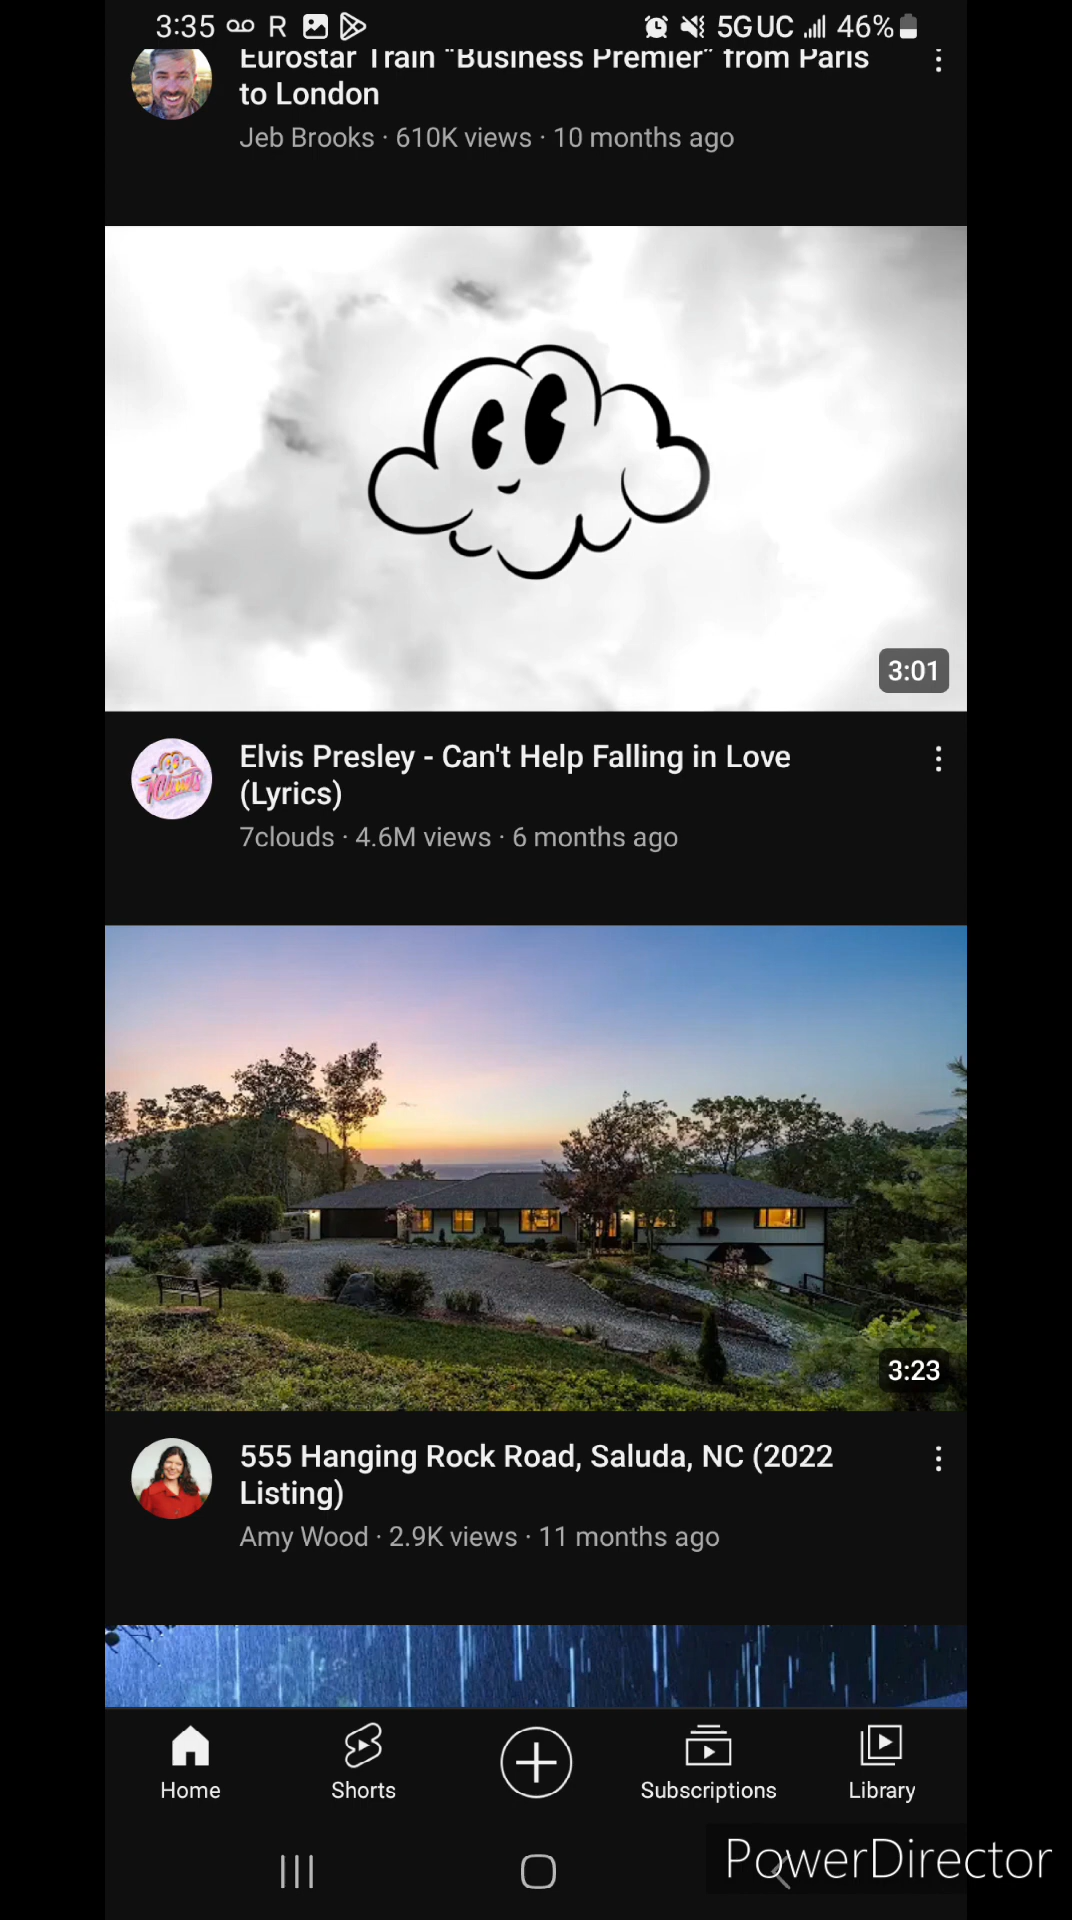 3:35 R 5G UC 46%
Eurostar Train "Business Premier" from Paris
to London
Jeb Brooks · 610K views · 10 months ago
3:01
Elvis Presley - Can't Help Falling in Love
(Lyrics)
7clouds · 4.6M views · 6 months ago
3:23
555 Hanging Rock Road, Saluda, NC (2022
Listing)
Amy Wood · 2.9K views · 11 months ago
Home Shorts Subscriptions Library
PowerDirector